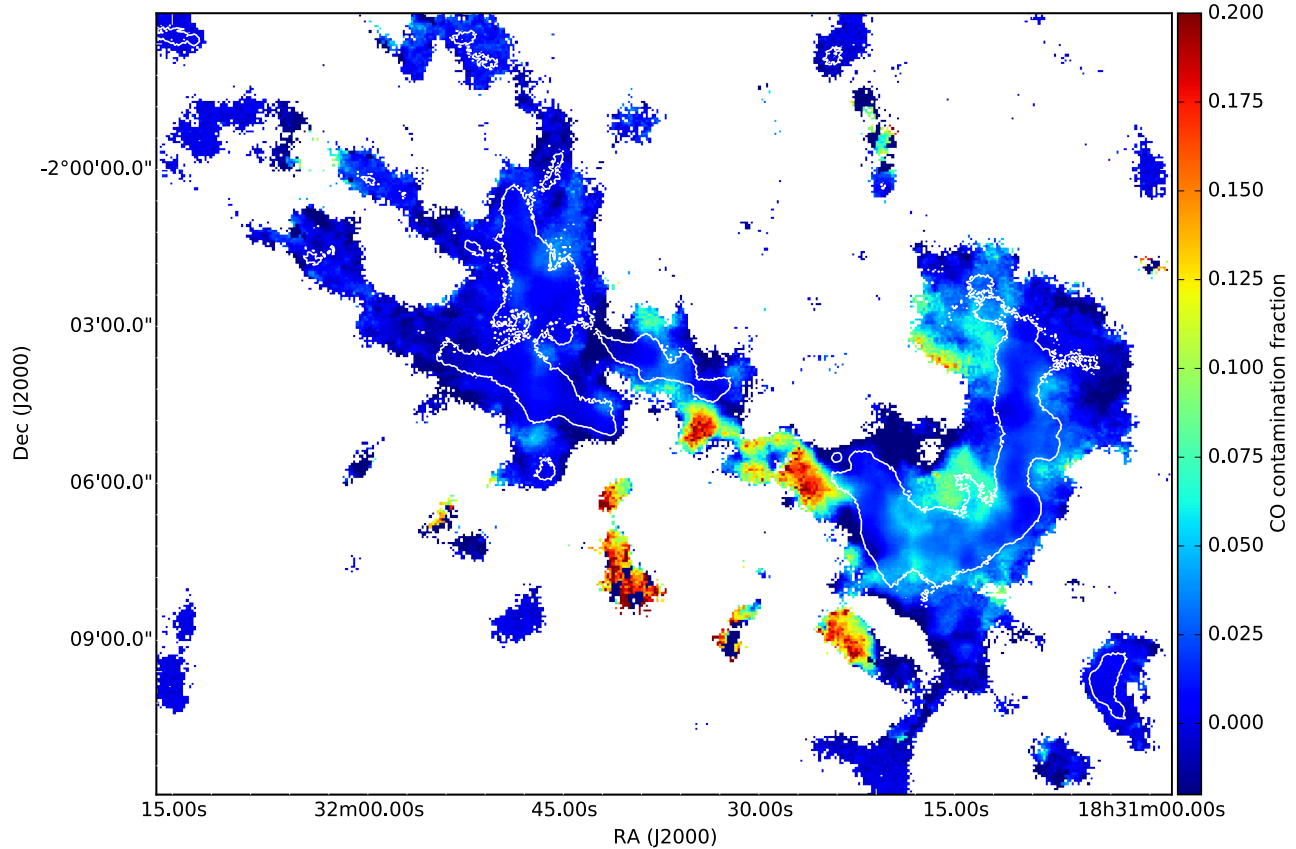 0.200
0.175
0.150
0.125
0.100
0.075
0.050
0.025
0.000
CO contamination fraction
-2°00'00.0"
03'00.0"
06'00.0"
09'00.0"
Dec (J2000)
15.00s
32m00.00s
45.00s
30.00s
15.00s
18h31m00.00s
RA (J2000)